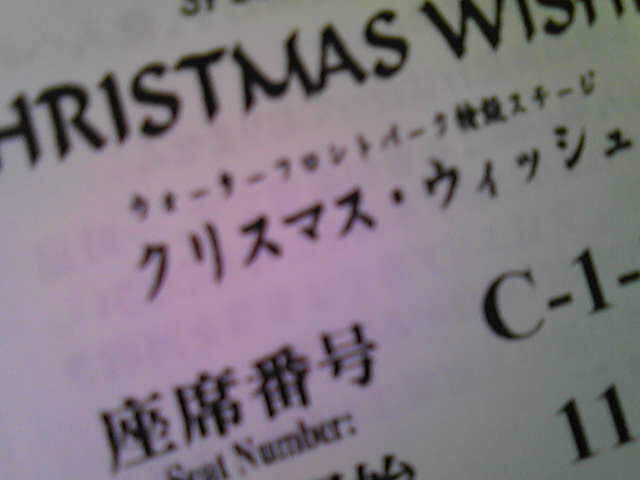 HRISTMAS WISH
ウォーターフロントパーク特設ステージ
クリスマス・ウィッシュ
C-1-
座席番号
Seat Number:
11